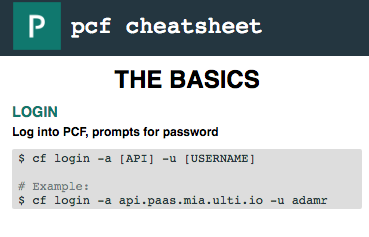 P pcf cheatsheet
THE BASICS
LOGIN
Log into PCF, prompts for password
$ cf login -a [API] -u [USERNAME]
# Example:
$ cf login -a api.paas.mia.ulti.io -u adamr